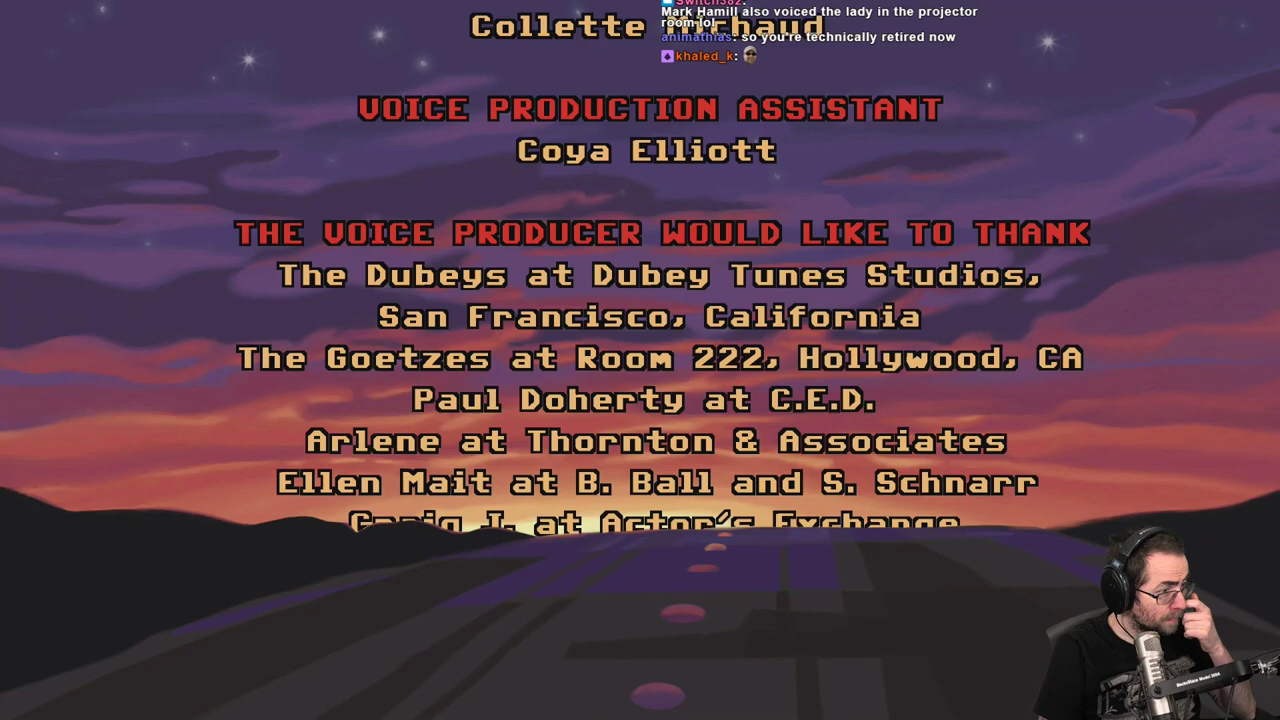 Switch382:
Collette Michaud
Mark Hamill also voiced the lady in the projector
room lol
animathias: so you're technically retired now
khaled_k:
VOICE PRODUCTION ASSISTANT
Coya Elliott
THE VOICE PRODUCER WOULD LIKE TO THANK
The Dubeys at Dubey Tunes Studios,
San Francisco, California
The Goetzes at Room 222, Hollywood, CA
Paul Doherty at C.E.D.
Arlene at Thornton & Associates
Ellen Mait at B. Ball and S. Schnarr
Craig J. at Actor's Exchange